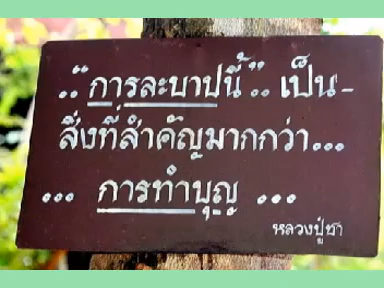 .."การละบาปนี้".. เป็น-
สิ่งที่สำคัญมากกว่า...
... การทำบุญ ...
หลวงปู่ชา